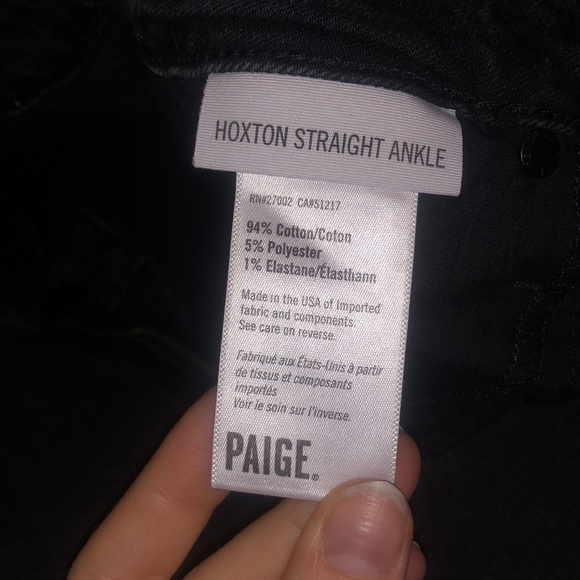 HOXTON STRAIGHT ANKLE
RN#27002 CA#51217
94% Cotton/Coton
5% Polyester
1% Elastane/Élasthann
Made in the USA of Imported
fabric and components.
See care on reverse.
Fabriqué aux États-Unis à partir
de tissus et composants
importés
Voir le soin sur l'inverse.
PAIGE®